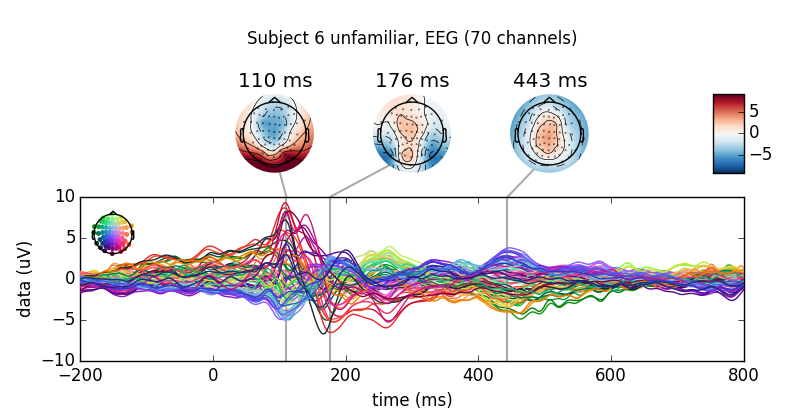 Subject 6 unfamiliar, EEG (70 channels)
110 ms 176 ms 443 ms
5
0
−5
10
5
0
−5
−10
data (uV)
−200 0 200 400 600 800
time (ms)